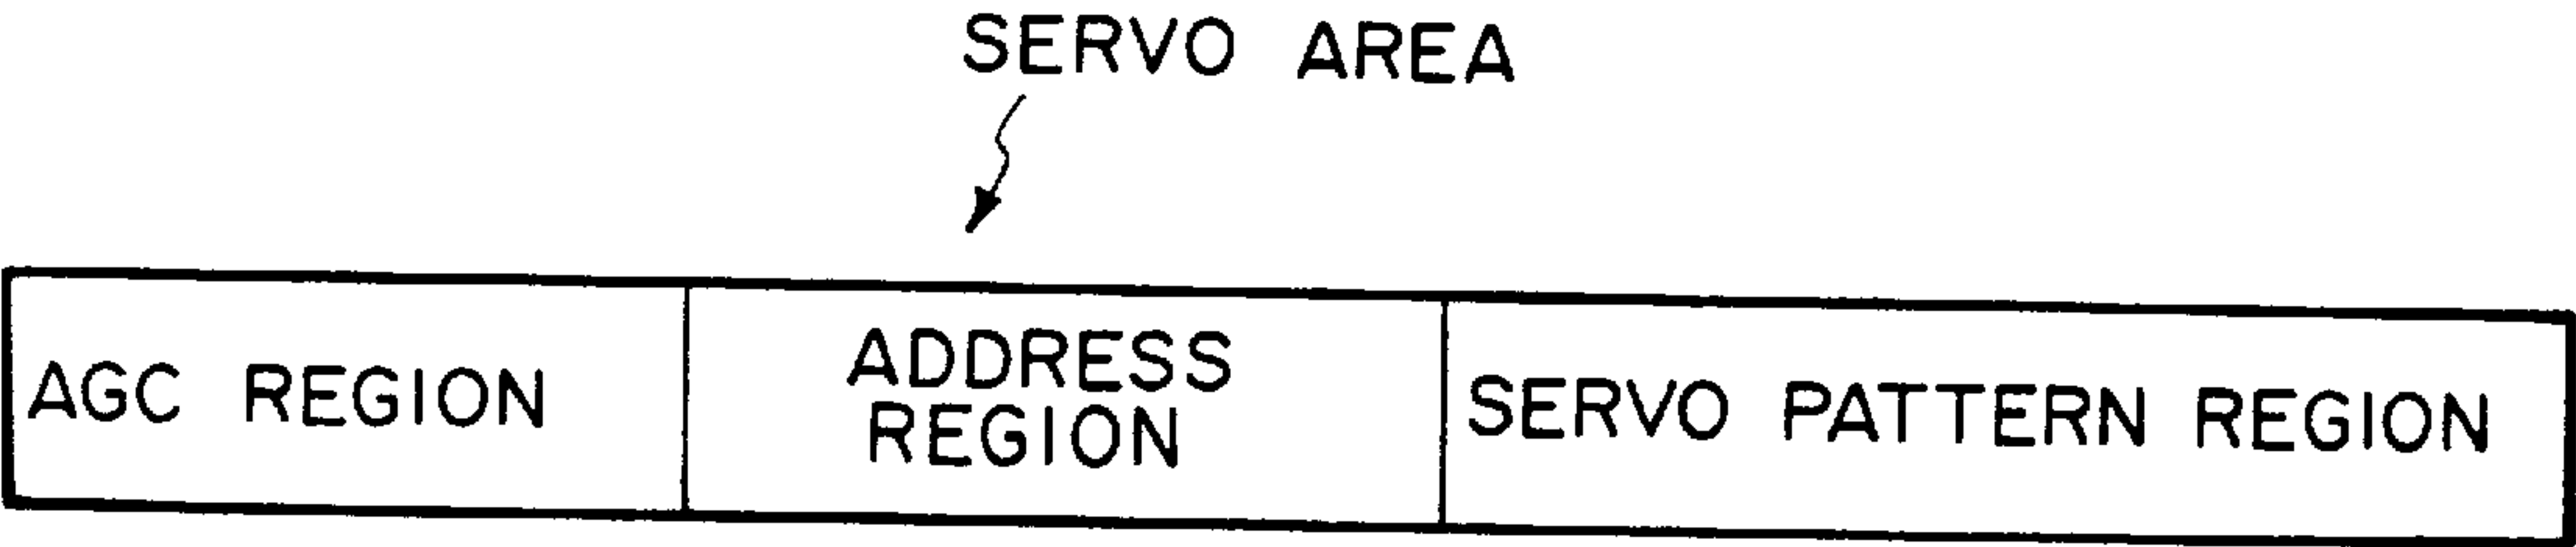 SERVO AREA
AGC REGION
ADDRESS
REGION
SERVO PATTERN REGION